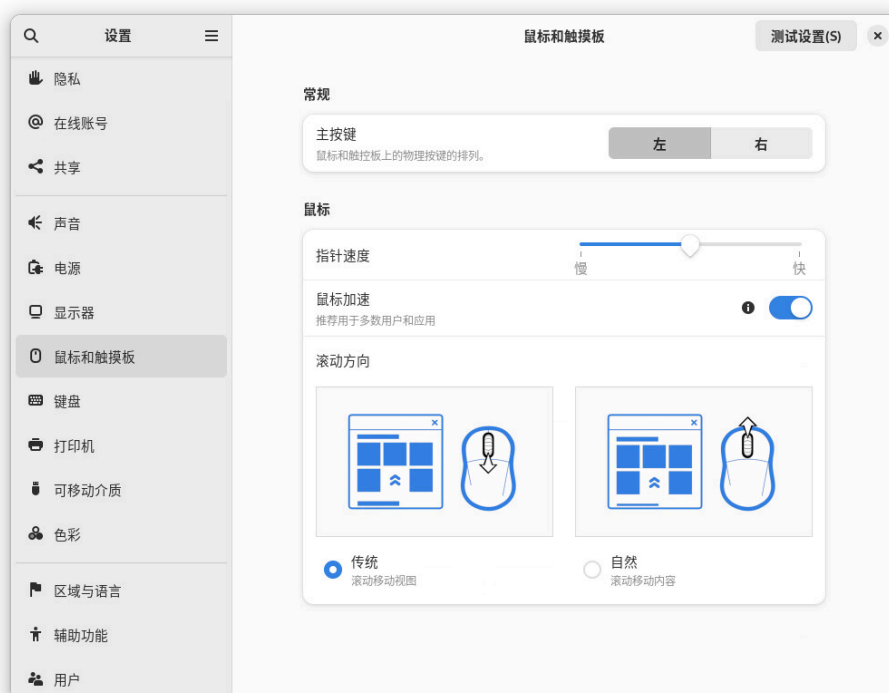 设置
鼠标和触摸板
测试设置(S)
隐私
在线账号
共享
声音
电源
显示器
鼠标和触摸板
键盘
打印机
可移动介质
色彩
区域与语言
辅助功能
用户
常规
主按键
鼠标和触控板上的物理按键的排列。
左
右
鼠标
指针速度
慢
快
鼠标加速
推荐用于多数用户和应用
滚动方向
传统
滚动移动视图
自然
滚动移动内容